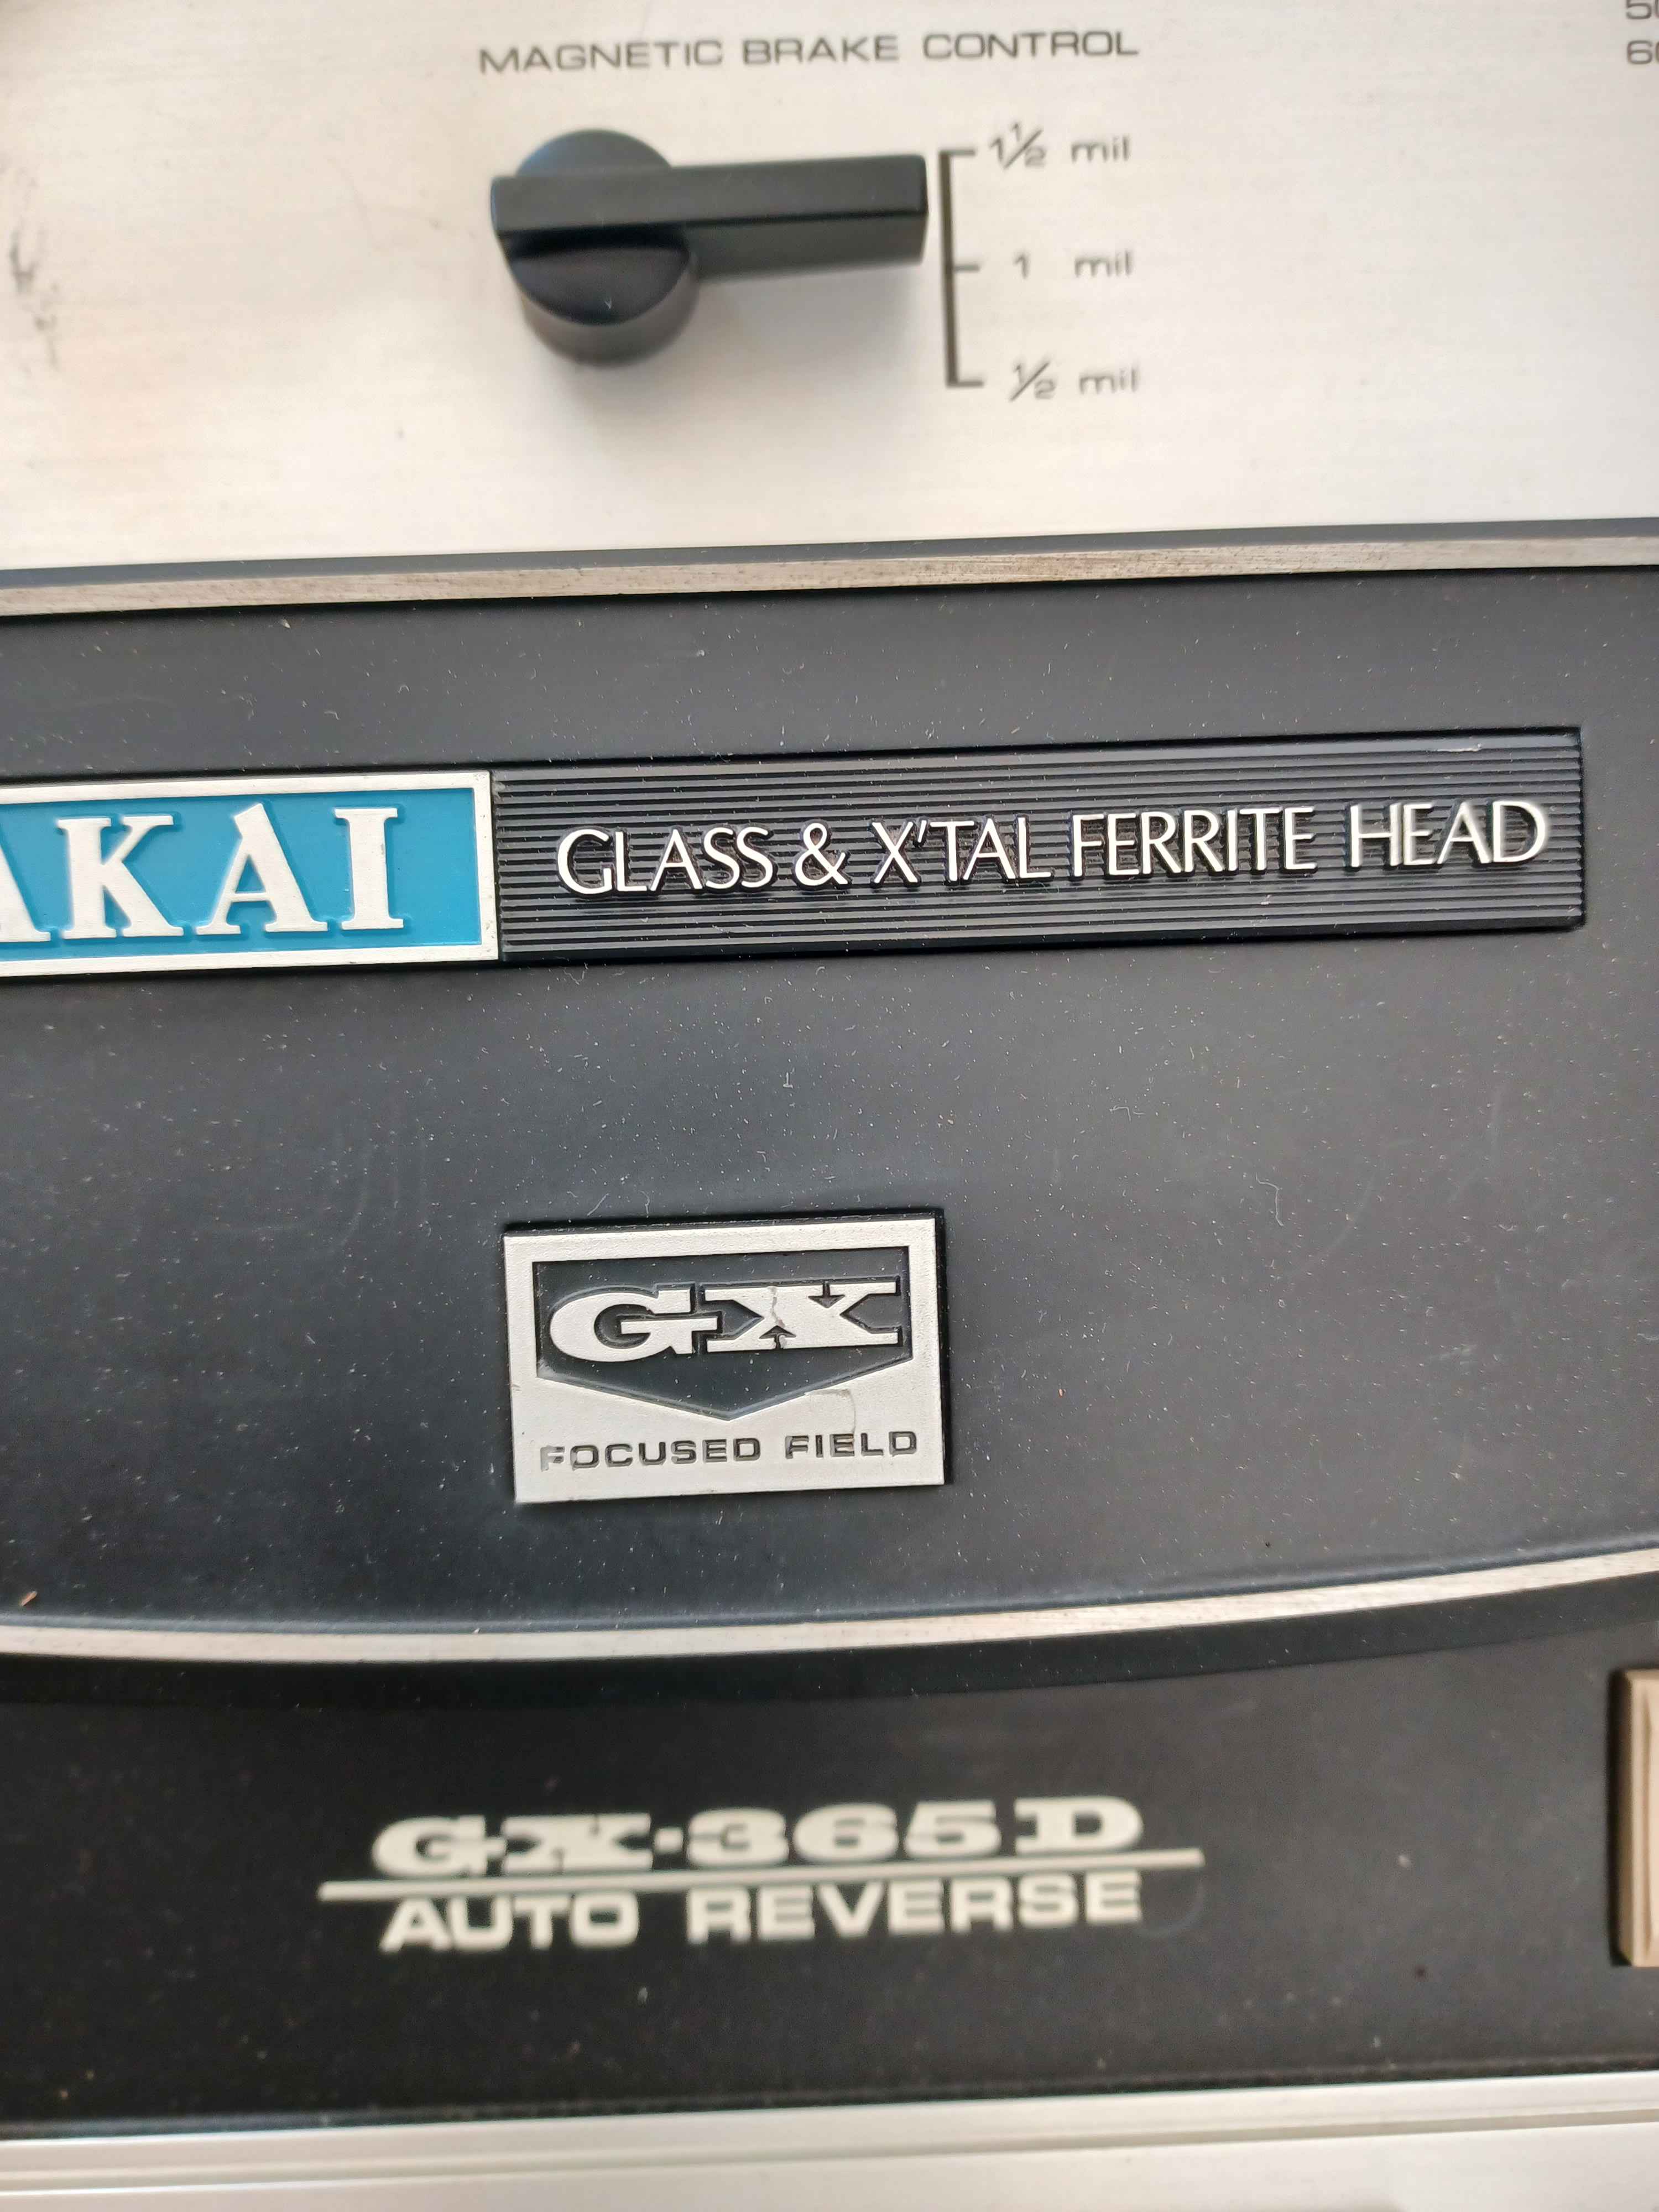 MAGNETIC BRAKE CONTROL
1½ mil
1 mil
½ mil
AKAI GLASS & X'TAL FERRITE HEAD
GX
FOCUSED FIELD
GX-365D
AUTO REVERSE